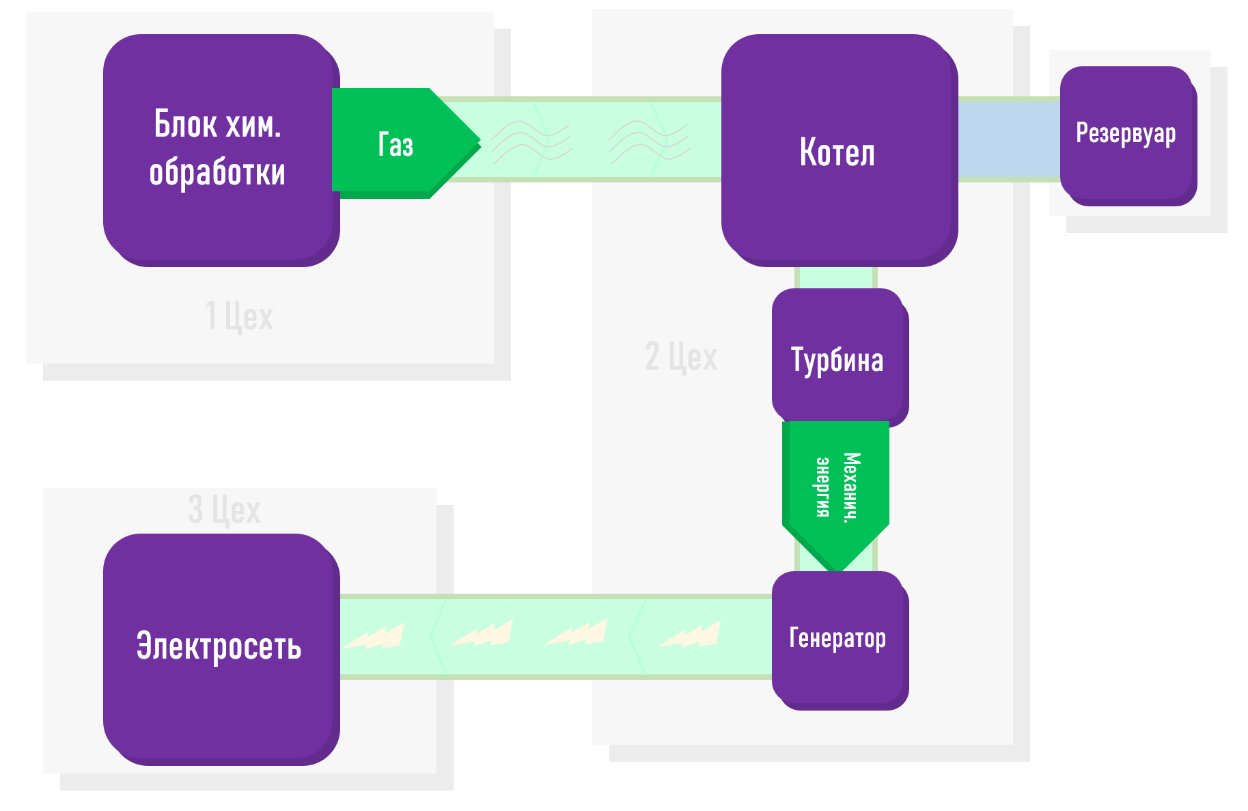 Блок хим.
обработки
Газ
Котел
Резервуар
1 Цех
2 Цех
Турбина
Механич.
энергия
3 Цех
Электросеть
Генератор